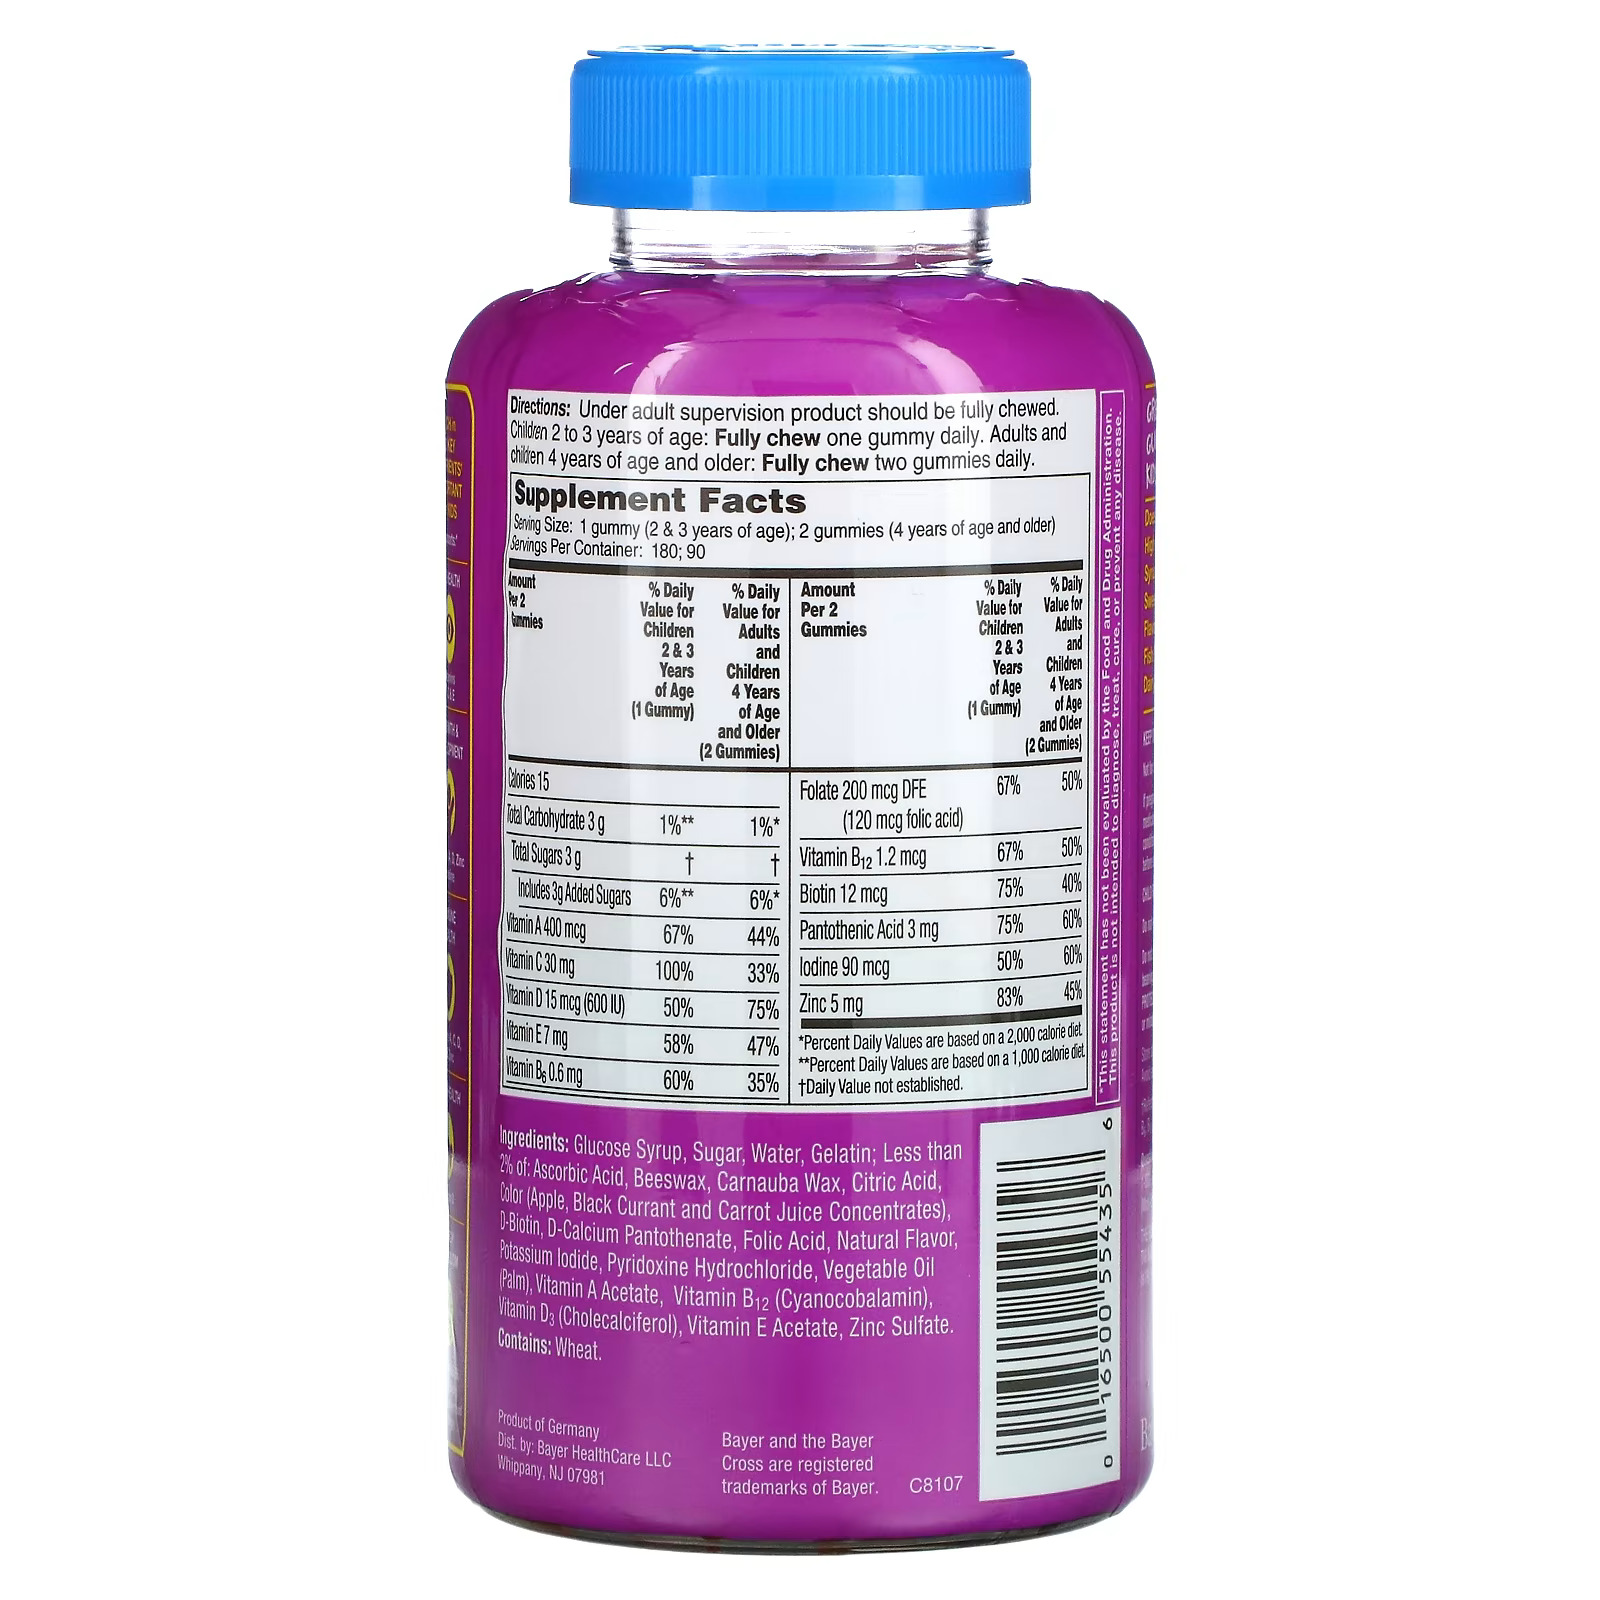 Directions: Under adult supervision product should be fully chewed.
Children 2 to 3 years of age: Fully chew one gummy daily. Adults and
children 4 years of age and older: Fully chew two gummies daily.
Supplement Facts
Serving Size: 1 gummy (2 & 3 years of age); 2 gummies (4 years of age and older)
Servings Per Container: 180; 90
Amount
Per 2
Gummies
% Daily
Value for
Children
2 & 3
Years
of Age
(1 Gummy)
% Daily
Value for
Adults
and
Children
4 Years
of Age
and Older
(2 Gummies)
Calories 15
Total Carbohydrate 3 g 1%** 1%*
Total Sugars 3 g † †
Includes 3g Added Sugars 6%** 6%*
Vitamin A 400 mcg 67% 44%
Vitamin C 30 mg 100% 33%
Vitamin D 15 mcg (600 IU) 50% 75%
Vitamin E 7 mg 58% 47%
Vitamin B6 0.6 mg 60% 35%
Amount
Per 2
Gummies
% Daily
Value for
Children
2 & 3
Years
of Age
(1 Gummy)
% Daily
Value for
Adults
and
Children
4 Years
of Age
and Older
(2 Gummies)
Folate 200 mcg DFE 67% 50%
(120 mcg folic acid)
Vitamin B12 1.2 mcg 67% 50%
Biotin 12 mcg 75% 40%
Pantothenic Acid 3 mg 75% 60%
Iodine 90 mcg 50% 60%
Zinc 5 mg 83% 45%
*Percent Daily Values are based on a 2,000 calorie diet.
**Percent Daily Values are based on a 1,000 calorie diet.
†Daily Value not established.
*This statement has not been evaluated by the Food and Drug Administration.
This product is not intended to diagnose, treat, cure, or prevent any disease.
Ingredients: Glucose Syrup, Sugar, Water, Gelatin; Less than
2% of: Ascorbic Acid, Beeswax, Carnauba Wax, Citric Acid,
Color (Apple, Black Currant and Carrot Juice Concentrates),
D-Biotin, D-Calcium Pantothenate, Folic Acid, Natural Flavor,
Potassium Iodide, Pyridoxine Hydrochloride, Vegetable Oil
(Palm), Vitamin A Acetate, Vitamin B12 (Cyanocobalamin),
Vitamin D3 (Cholecalciferol), Vitamin E Acetate, Zinc Sulfate.
Contains: Wheat.
Product of Germany
Dist. by: Bayer HealthCare LLC
Whippany, NJ 07981
Bayer and the Bayer
Cross are registered
trademarks of Bayer.
C8107
0 16500 55435 6